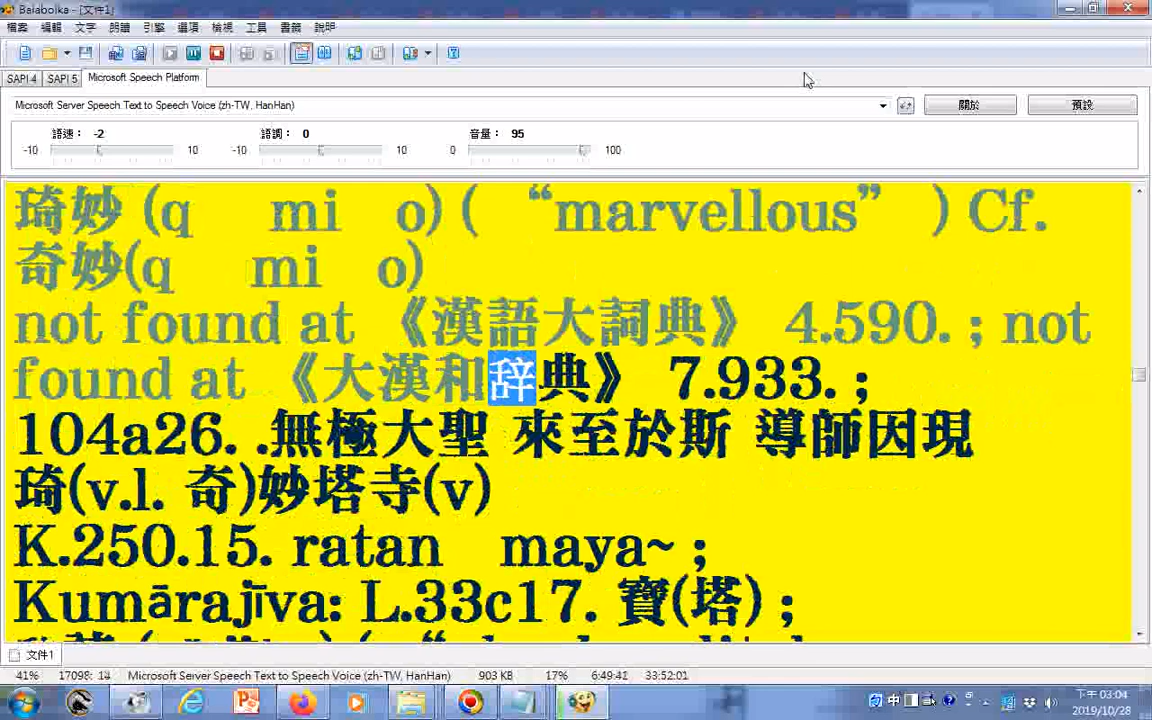 Balabolka - [文件1]
檔案 編輯 文字 朗讀 引擎 選項 檢視 工具 書籤 說明
SAPI 4 SAPI 5 Microsoft Speech Platform
Microsoft Server Speech Text to Speech Voice (zh-TW, HanHan) 關於 預設
語速： -2 語調： 0 音量： 95
-10 10 -10 10 0 100
琦妙 (q mi o) ( “marvellous” ) Cf.
奇妙(q mi o)
not found at 《漢語大詞典》 4.590. ; not
found at 《大漢和辞典》 7.933. ;
104a26. .無極大聖 來至於斯 導師因現
琦(v.l. 奇)妙塔寺(v)
K.250.15. ratan maya~ ;
Kumārajīva: L.33c17. 寶(塔) ;
文件1
41% 17098: 14 Microsoft Server Speech Text to Speech Voice (zh-TW, HanHan) 903 KB 17% 6:49:41 33:52:01
中 下午 03:04
2019/10/28